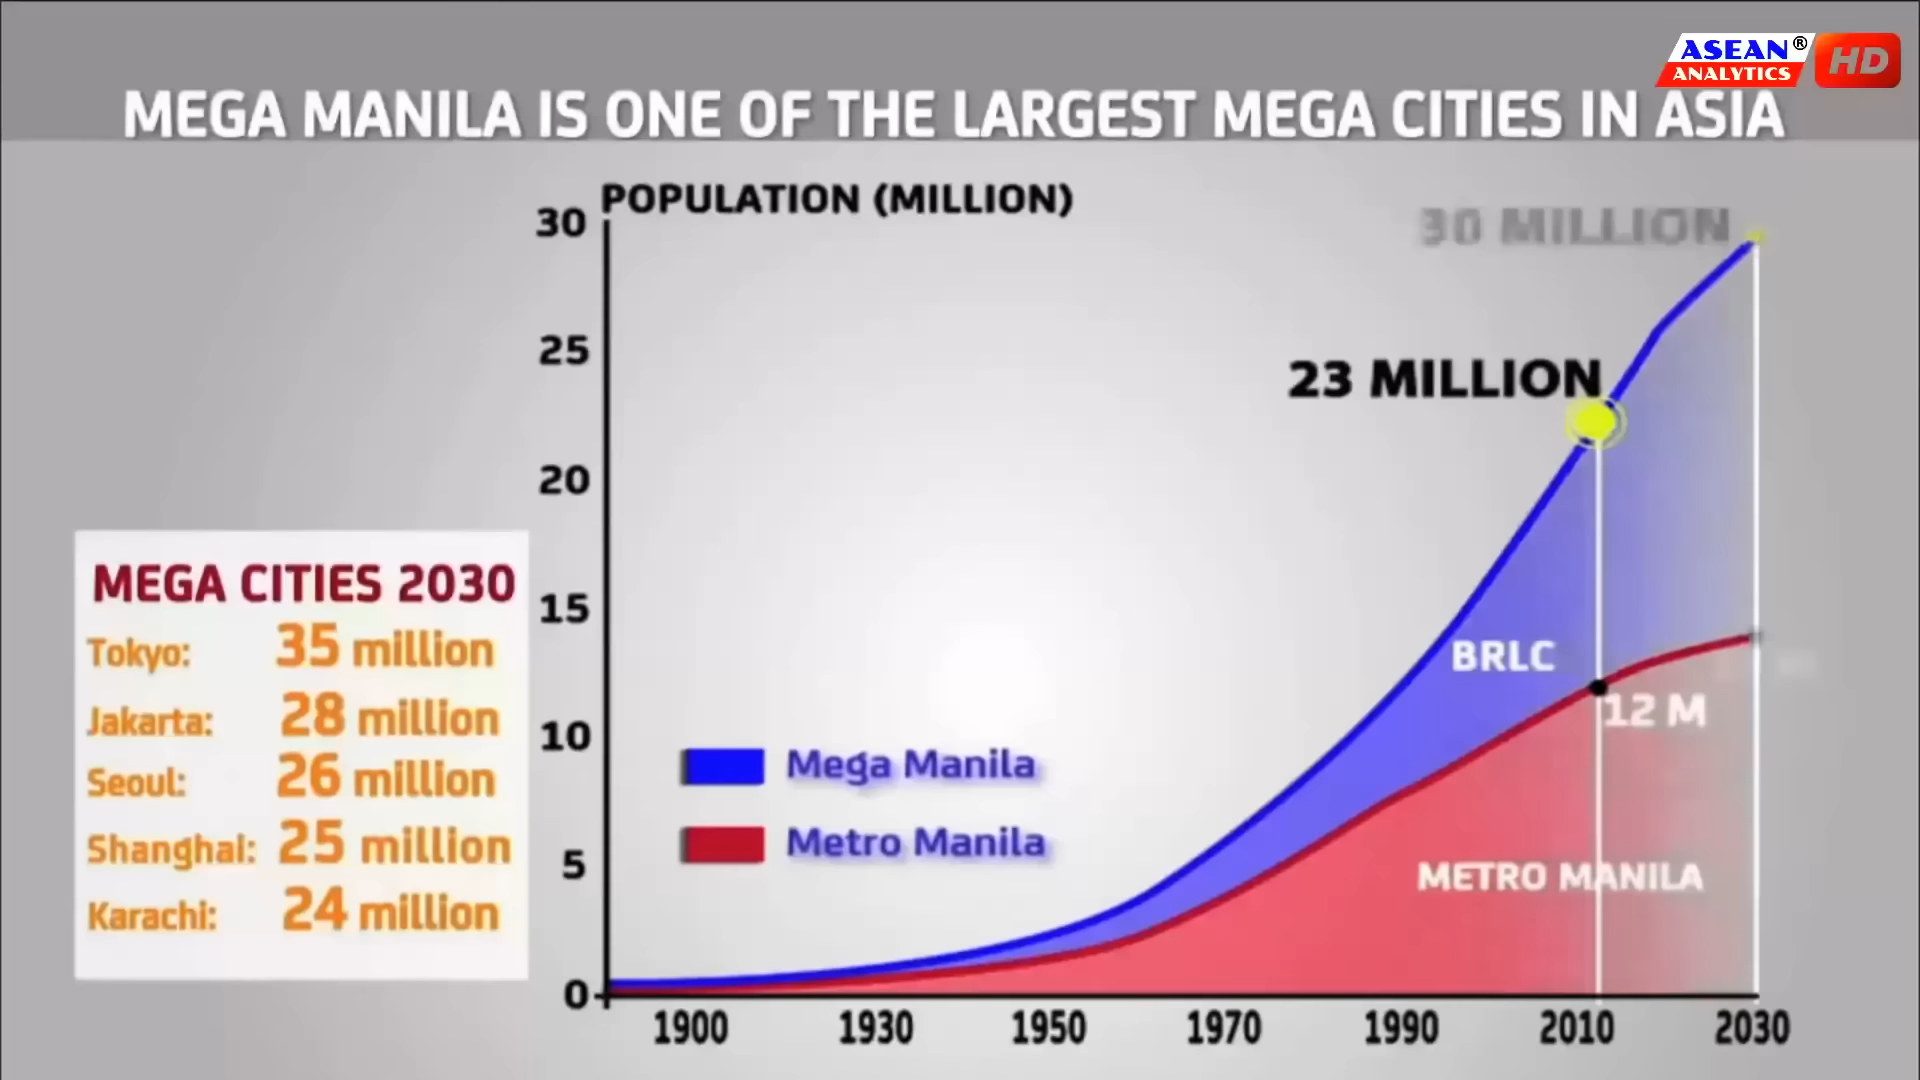 ASEAN®
ANALYTICS
HD
MEGA MANILA IS ONE OF THE LARGEST MEGA CITIES IN ASIA
POPULATION (MILLION)
30
25
20
15
10
5
0
30 MILLION
23 MILLION
BRLC
12 M
METRO MANILA
Mega Manila
Metro Manila
1900 1930 1950 1970 1990 2010 2030
MEGA CITIES 2030
Tokyo: 35 million
Jakarta: 28 million
Seoul: 26 million
Shanghai: 25 million
Karachi: 24 million